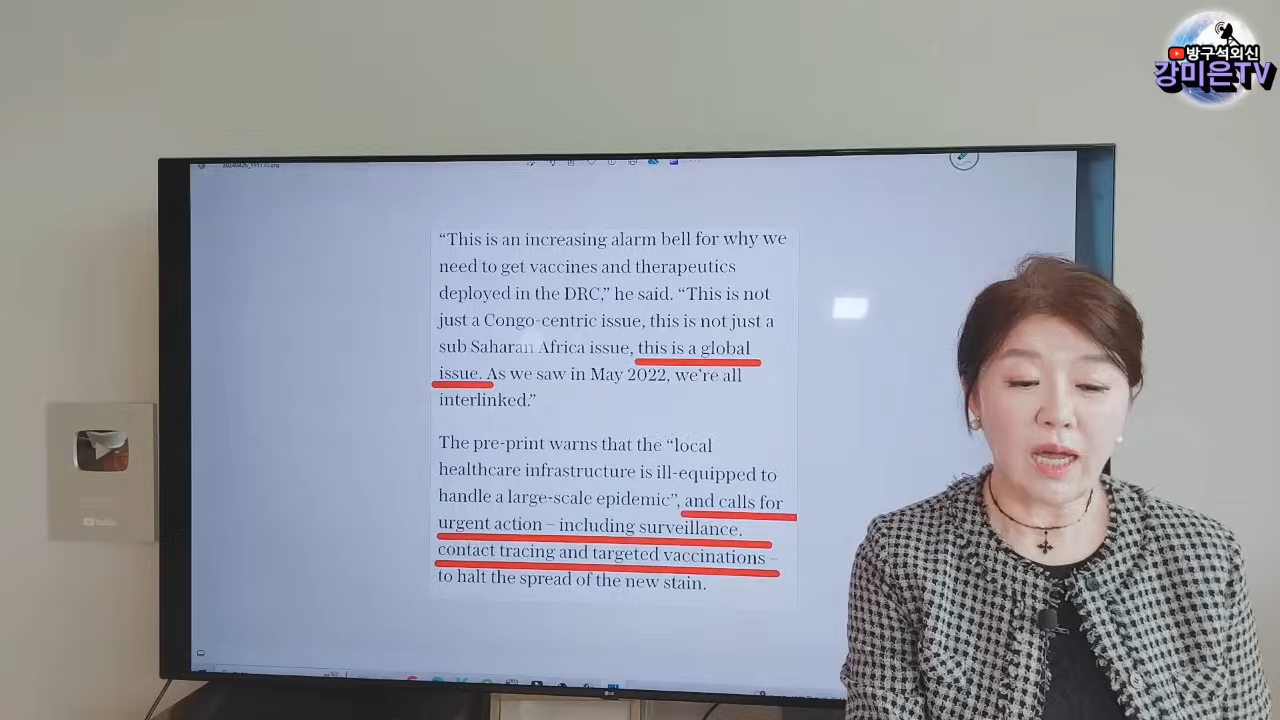 방구석외신
강미은TV
“This is an increasing alarm bell for why we
need to get vaccines and therapeutics
deployed in the DRC,” he said. “This is not
just a Congo-centric issue, this is not just a
sub Saharan Africa issue, this is a global
issue. As we saw in May 2022, we’re all
interlinked.”
The pre-print warns that the “local
healthcare infrastructure is ill-equipped to
handle a large-scale epidemic”, and calls for
urgent action – including surveillance,
contact tracing and targeted vaccinations –
to halt the spread of the new stain.
LG